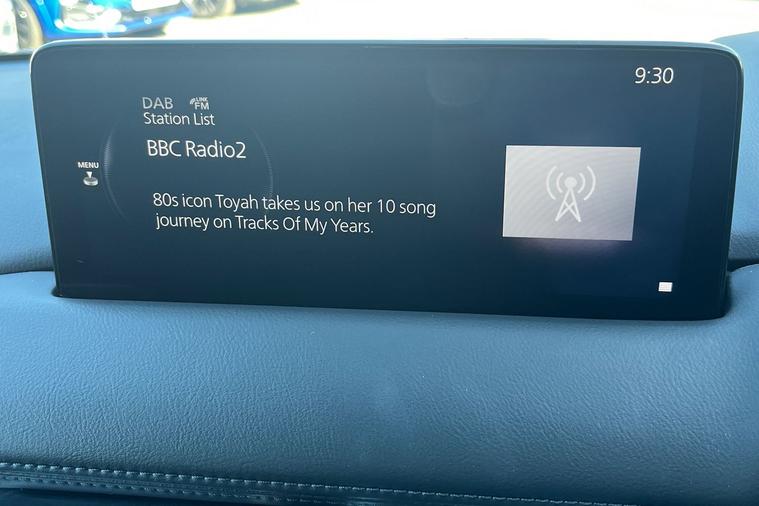 9:30
DAB LINK FM
Station List
BBC Radio2
MENU
80s icon Toyah takes us on her 10 song
journey on Tracks Of My Years.